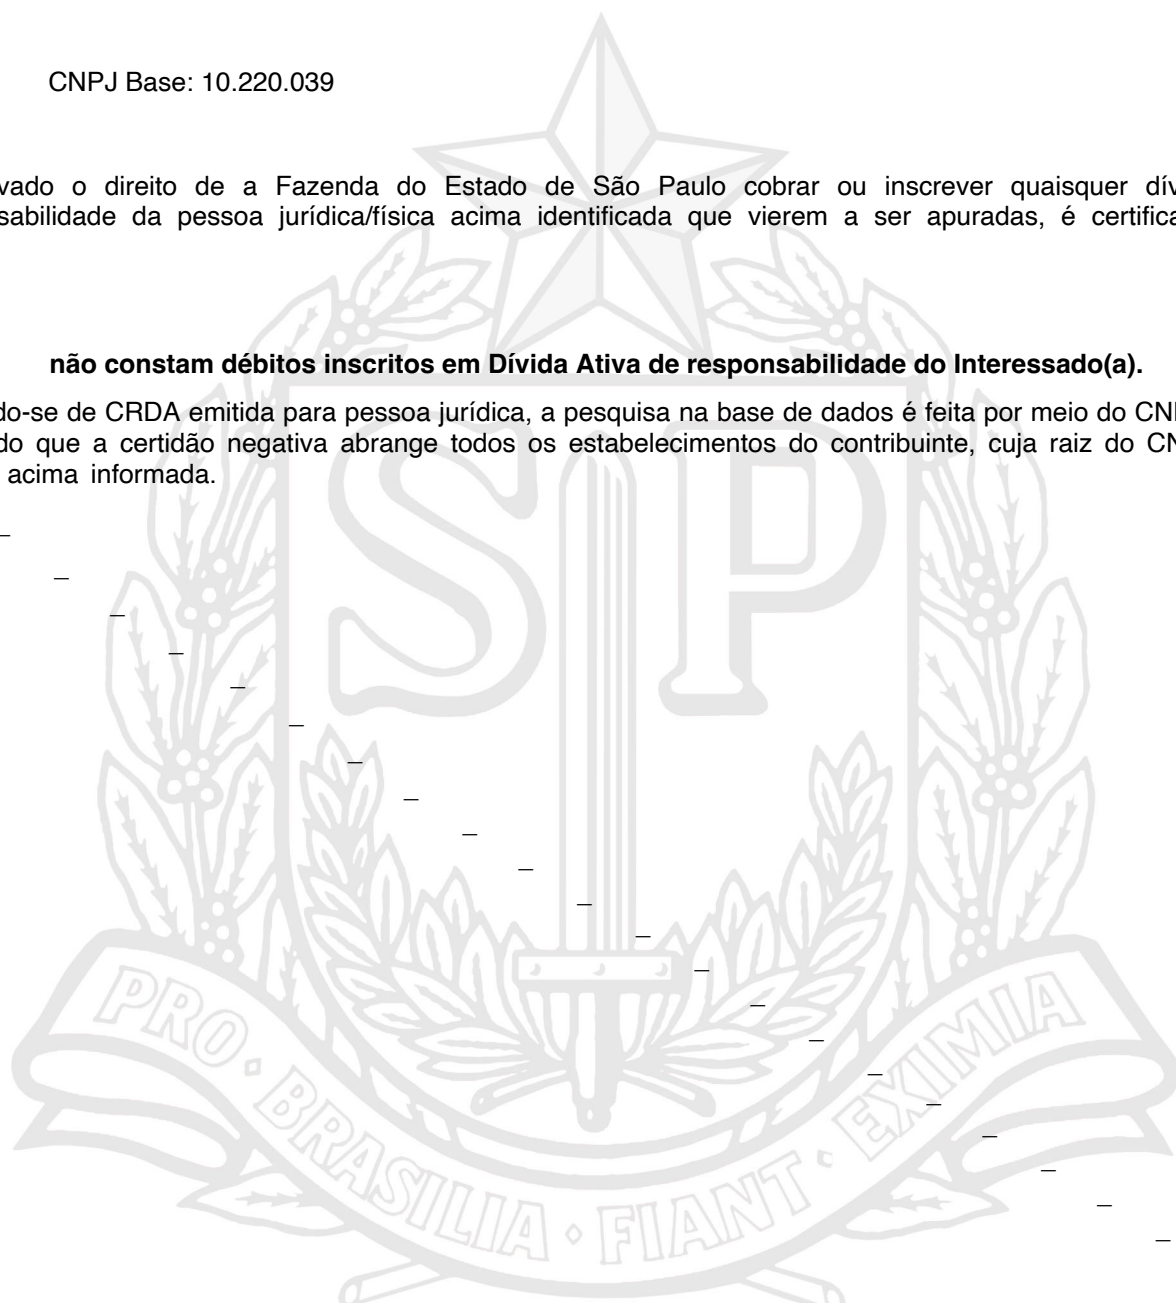 CNPJ Base: 10.220.039
vado o direito de a Fazenda do Estado de São Paulo cobrar ou inscrever quaisquer dív
sabilidade da pessoa jurídica/física acima identificada que vierem a ser apuradas, é certifica
não constam débitos inscritos em Dívida Ativa de responsabilidade do Interessado(a).
do-se de CRDA emitida para pessoa jurídica, a pesquisa na base de dados é feita por meio do CN
do que a certidão negativa abrange todos os estabelecimentos do contribuinte, cuja raiz do CN
acima informada.
SP
PRO • BRASILIA • FIANT • EXIMIA